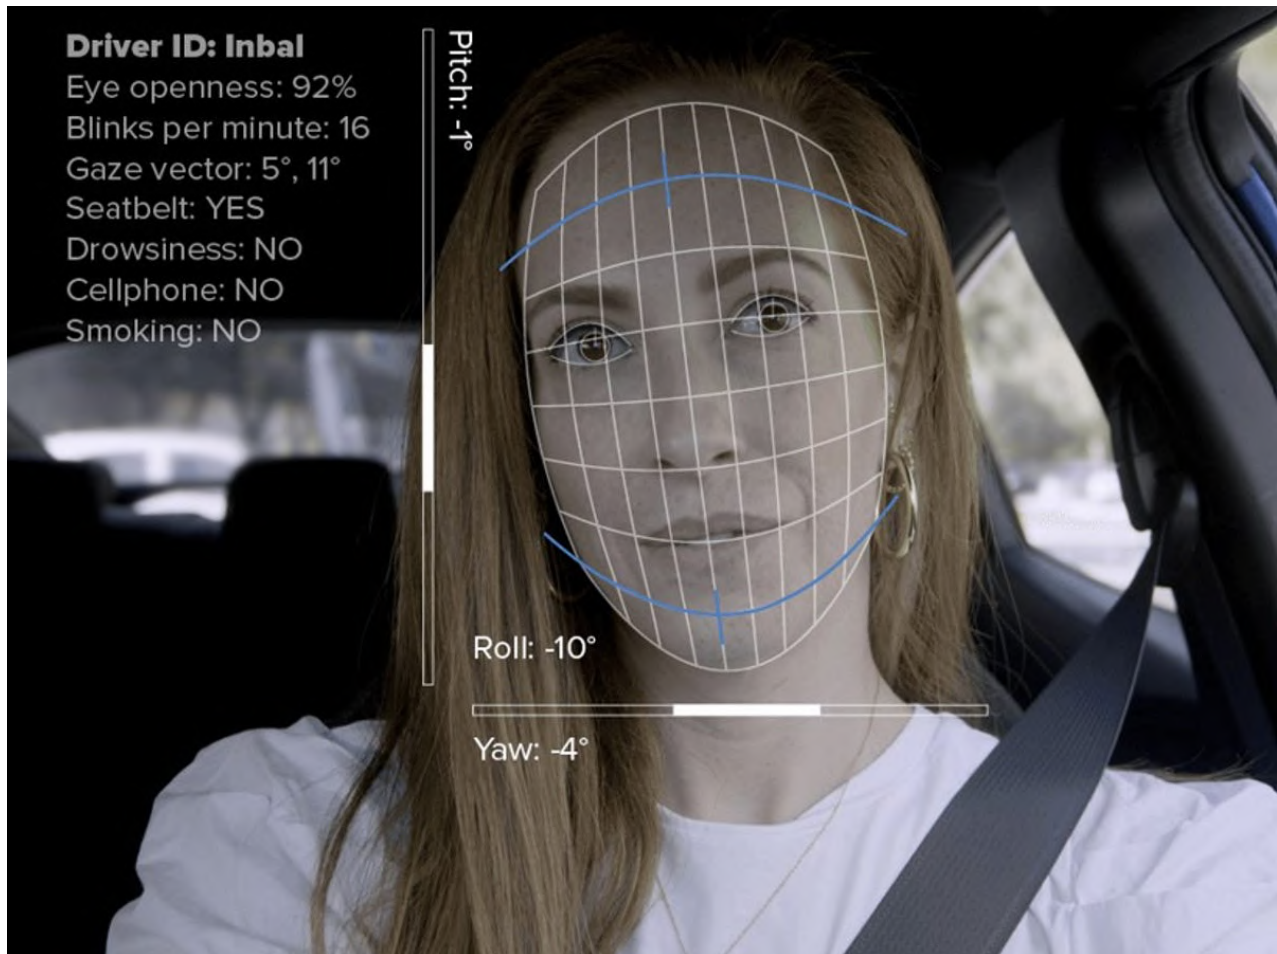 Driver ID: Inbal
Eye openness: 92%
Blinks per minute: 16
Gaze vector: 5°, 11°
Seatbelt: YES
Drowsiness: NO
Cellphone: NO
Smoking: NO
Pitch: -1°
Roll: -10°
Yaw: -4°